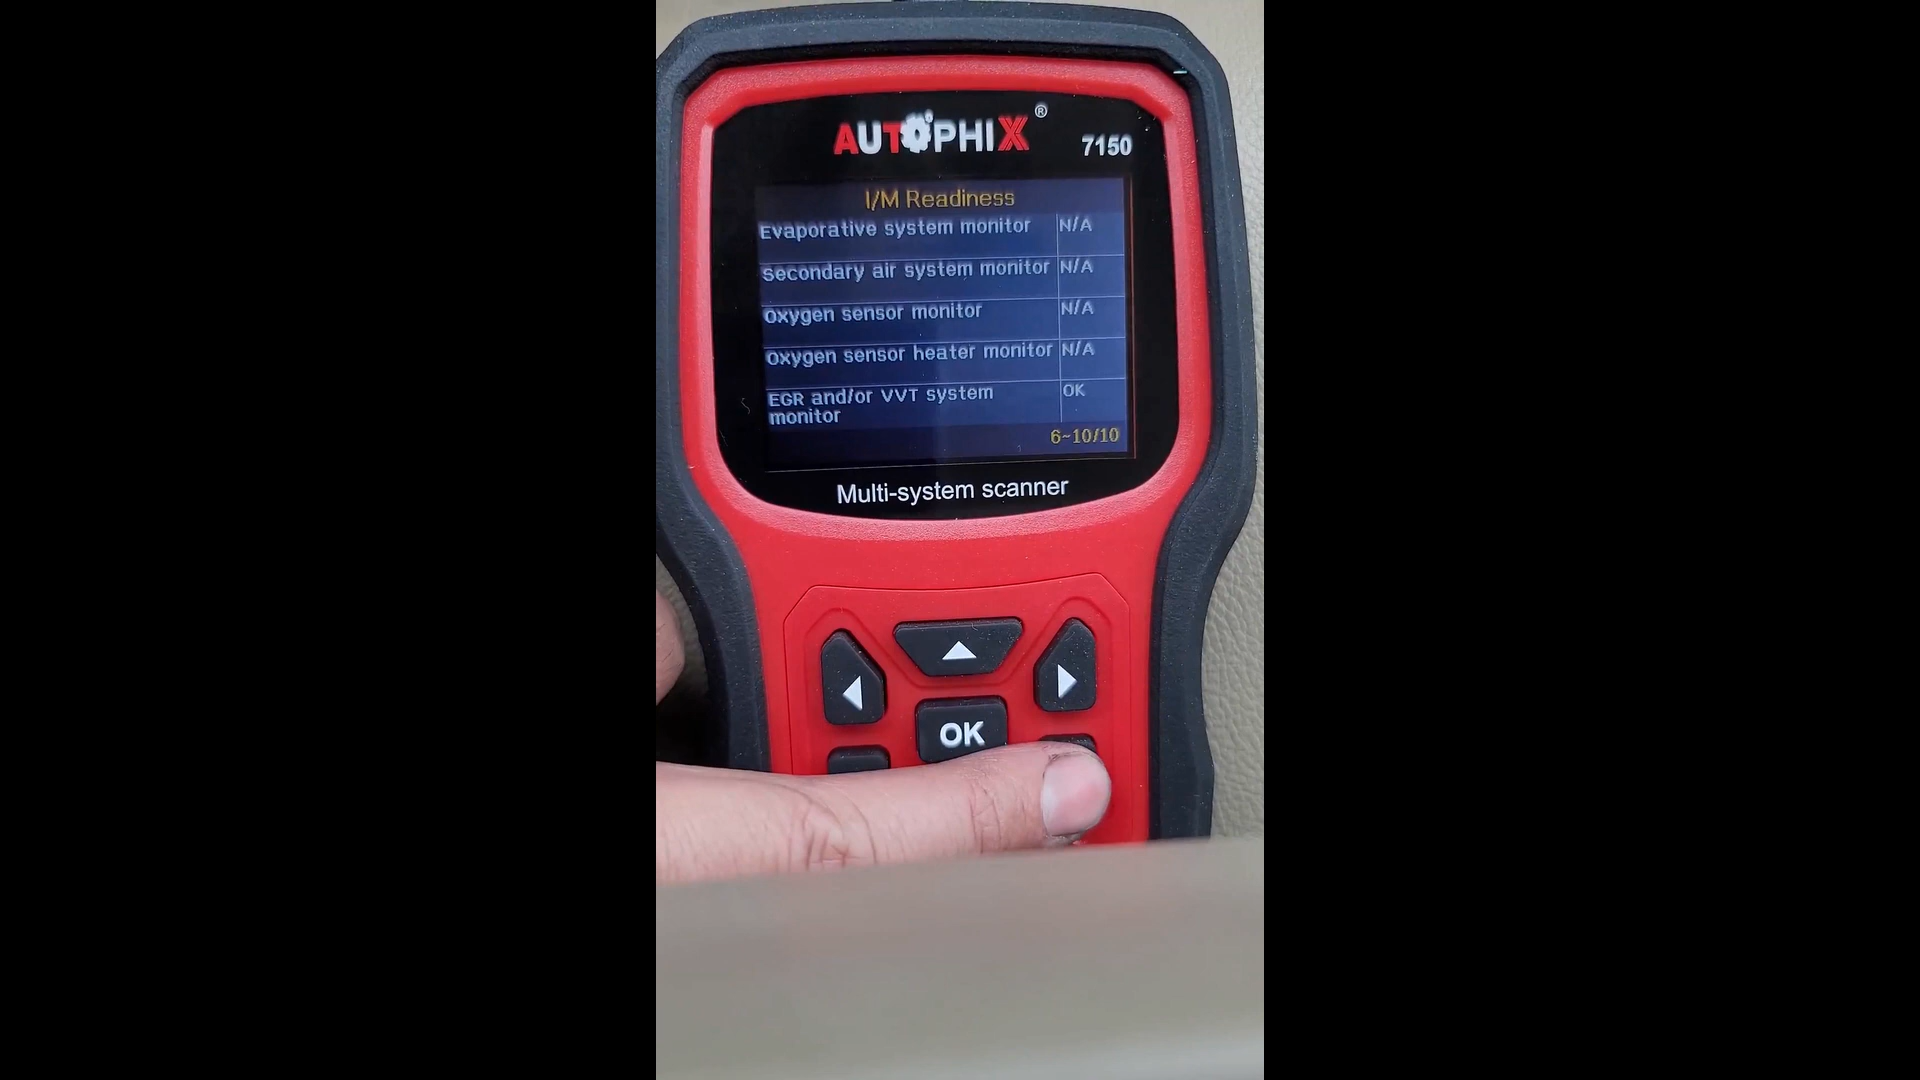 AUTOPHIX ®
7150
I/M Readiness
Evaporative system monitor N/A
Secondary air system monitor N/A
Oxygen sensor monitor N/A
Oxygen sensor heater monitor N/A
EGR and/or VVT system OK
monitor
6~10/10
Multi-system scanner
OK